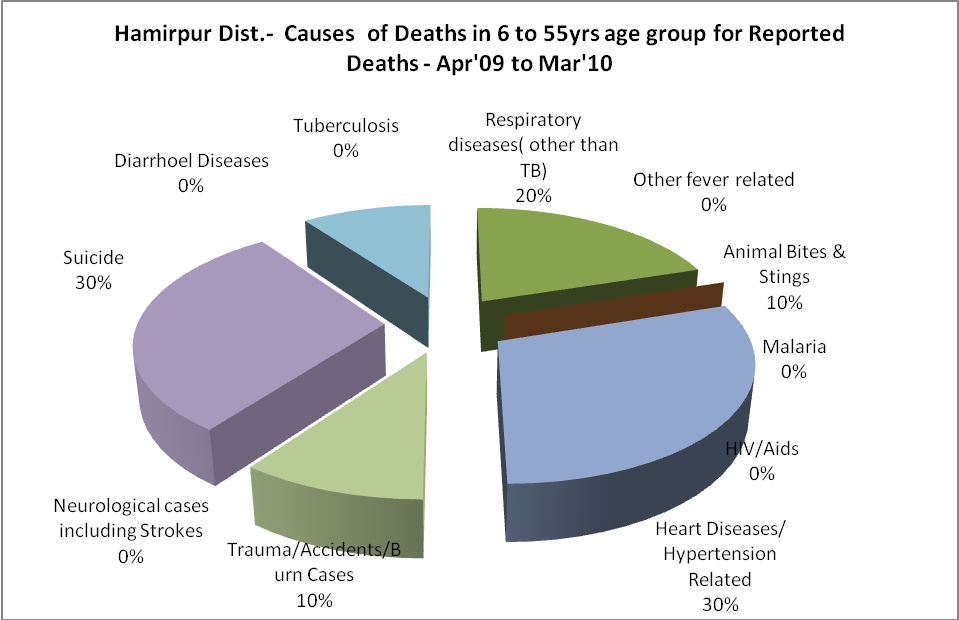 Hamirpur Dist.-  Causes  of Deaths in 6 to 55yrs age group for Reported
Deaths - Apr'09 to Mar'10
Tuberculosis
0%
Respiratory
diseases( other than
TB)
20%
Diarrhoel Diseases
0%
Other fever related
0%
Suicide
30%
Animal Bites &
Stings
10%
Malaria
0%
HIV/Aids
0%
Neurological cases
including Strokes
0%
Trauma/Accidents/B
urn Cases
10%
Heart Diseases/
Hypertension
Related
30%